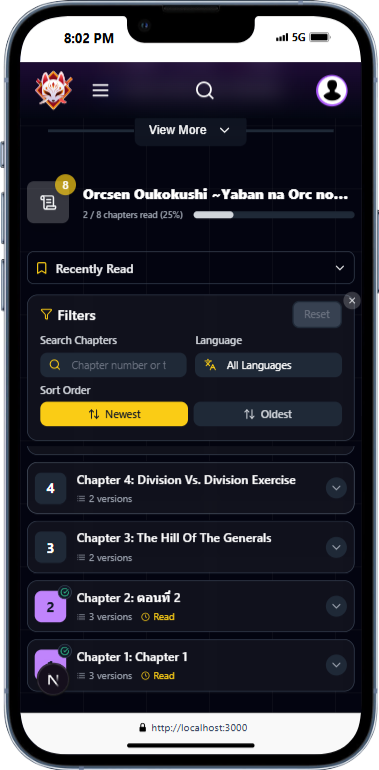 8:02 PM
5G
View More
8
Orcsen Oukokushi ~Yaban na Orc no...
2 / 8 chapters read (25%)
Recently Read
Filters
Reset
Search Chapters
Language
Chapter number or t
All Languages
Sort Order
Newest
Oldest
4
Chapter 4: Division Vs. Division Exercise
2 versions
3
Chapter 3: The Hill Of The Generals
2 versions
2
Chapter 2: ตอนที่ 2
3 versions
Read
Chapter 1: Chapter 1
3 versions
Read
N
http://localhost:3000